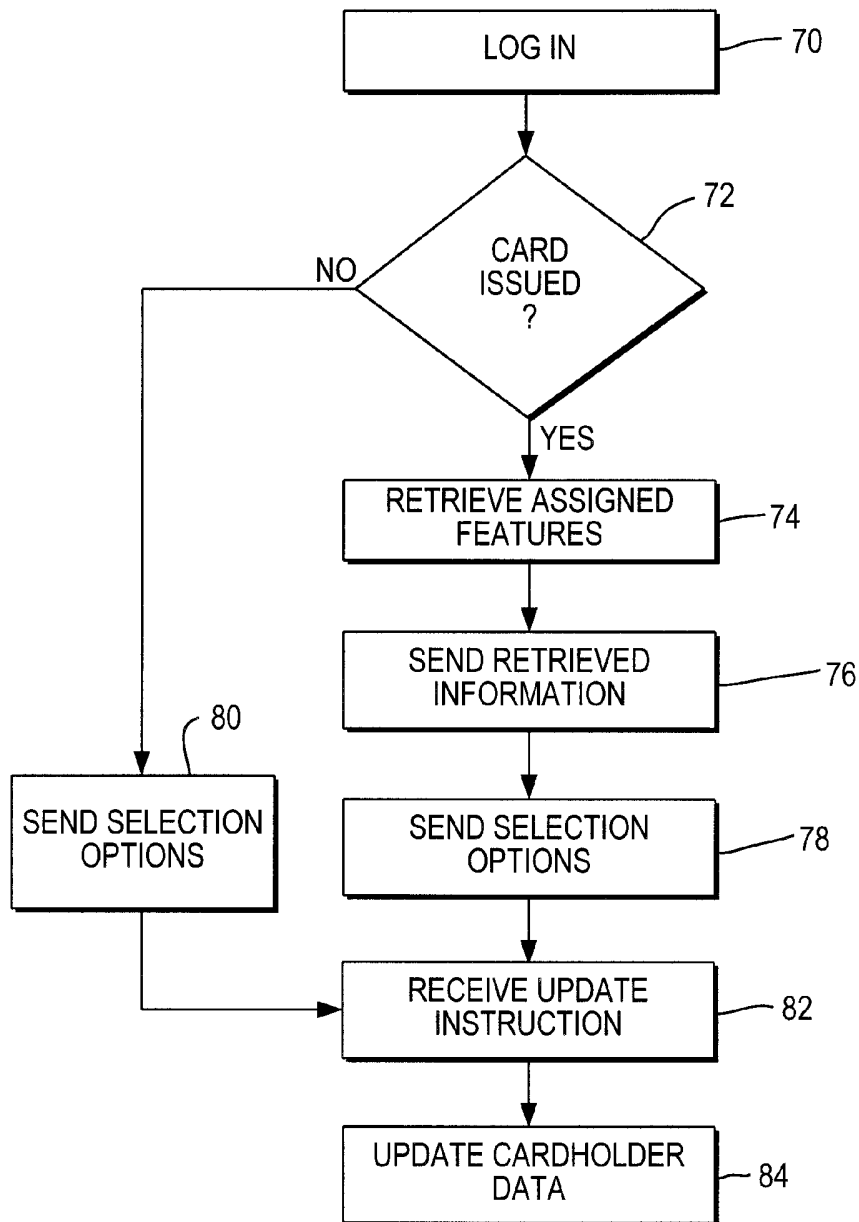 LOG IN
70
72
CARD
ISSUED
?
NO
YES
RETRIEVE ASSIGNED
FEATURES
74
SEND RETRIEVED
INFORMATION
76
80
SEND SELECTION
OPTIONS
SEND SELECTION
OPTIONS
78
RECEIVE UPDATE
INSTRUCTION
82
UPDATE CARDHOLDER
DATA
84